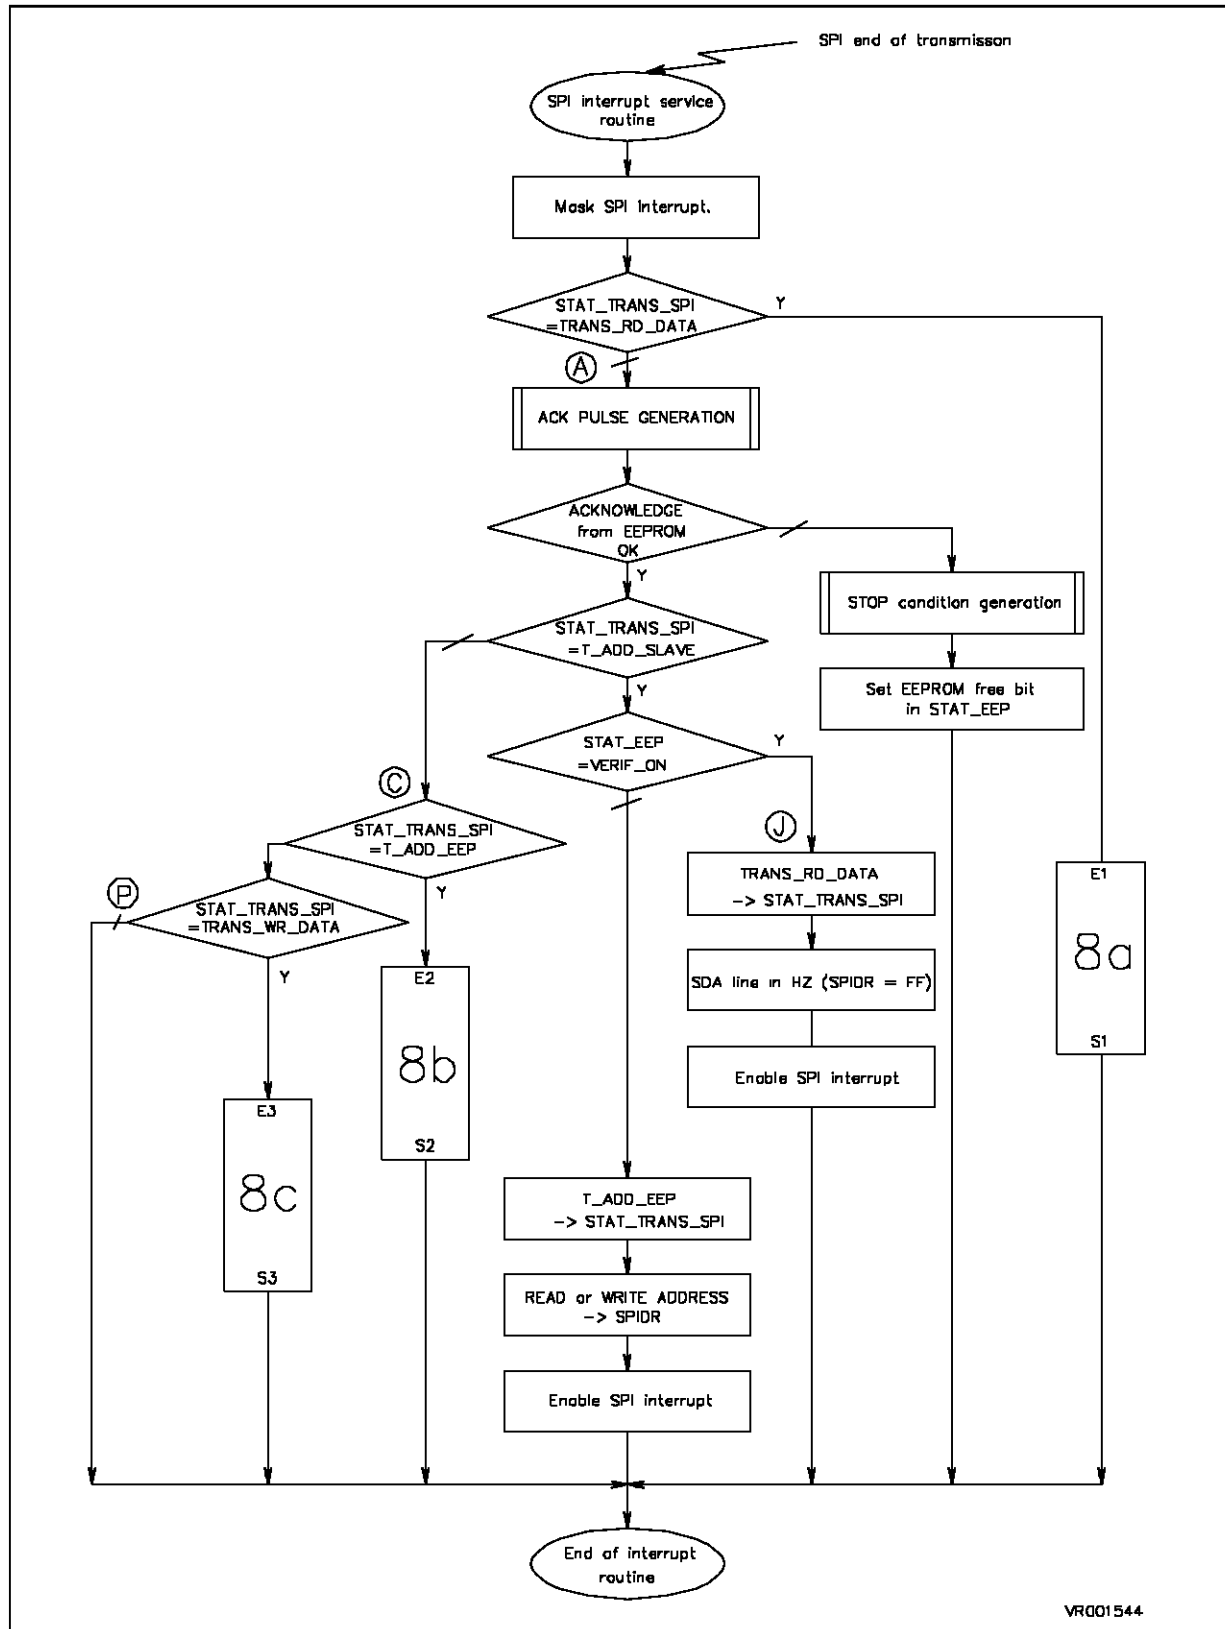 SPI end of transmisson
SPI interrupt service
routine
Mask SPI interrupt.
STAT_TRANS_SPI
=TRANS_RD_DATA
Y
A
ACK PULSE GENERATION
ACKNOWLEDGE
from EEPROM
OK
Y
STOP condition generation
STAT_TRANS_SPI
=T_ADD_SLAVE
Y
Set EEPROM free bit
in STAT_EEP
STAT_EEP
=VERIF_ON
Y
C
STAT_TRANS_SPI
=T_ADD_EEP
Y
J
TRANS_RD_DATA
-> STAT_TRANS_SPI
E1
8a
S1
P
STAT_TRANS_SPI
=TRANS_WR_DATA
Y
SDA line in HZ (SPIDR = FF)
E2
8b
S2
Enable SPI interrupt
E3
8c
S3
T_ADD_EEP
-> STAT_TRANS_SPI
READ or WRITE ADDRESS
-> SPIDR
Enable SPI interrupt
End of interrupt
routine
VR001544